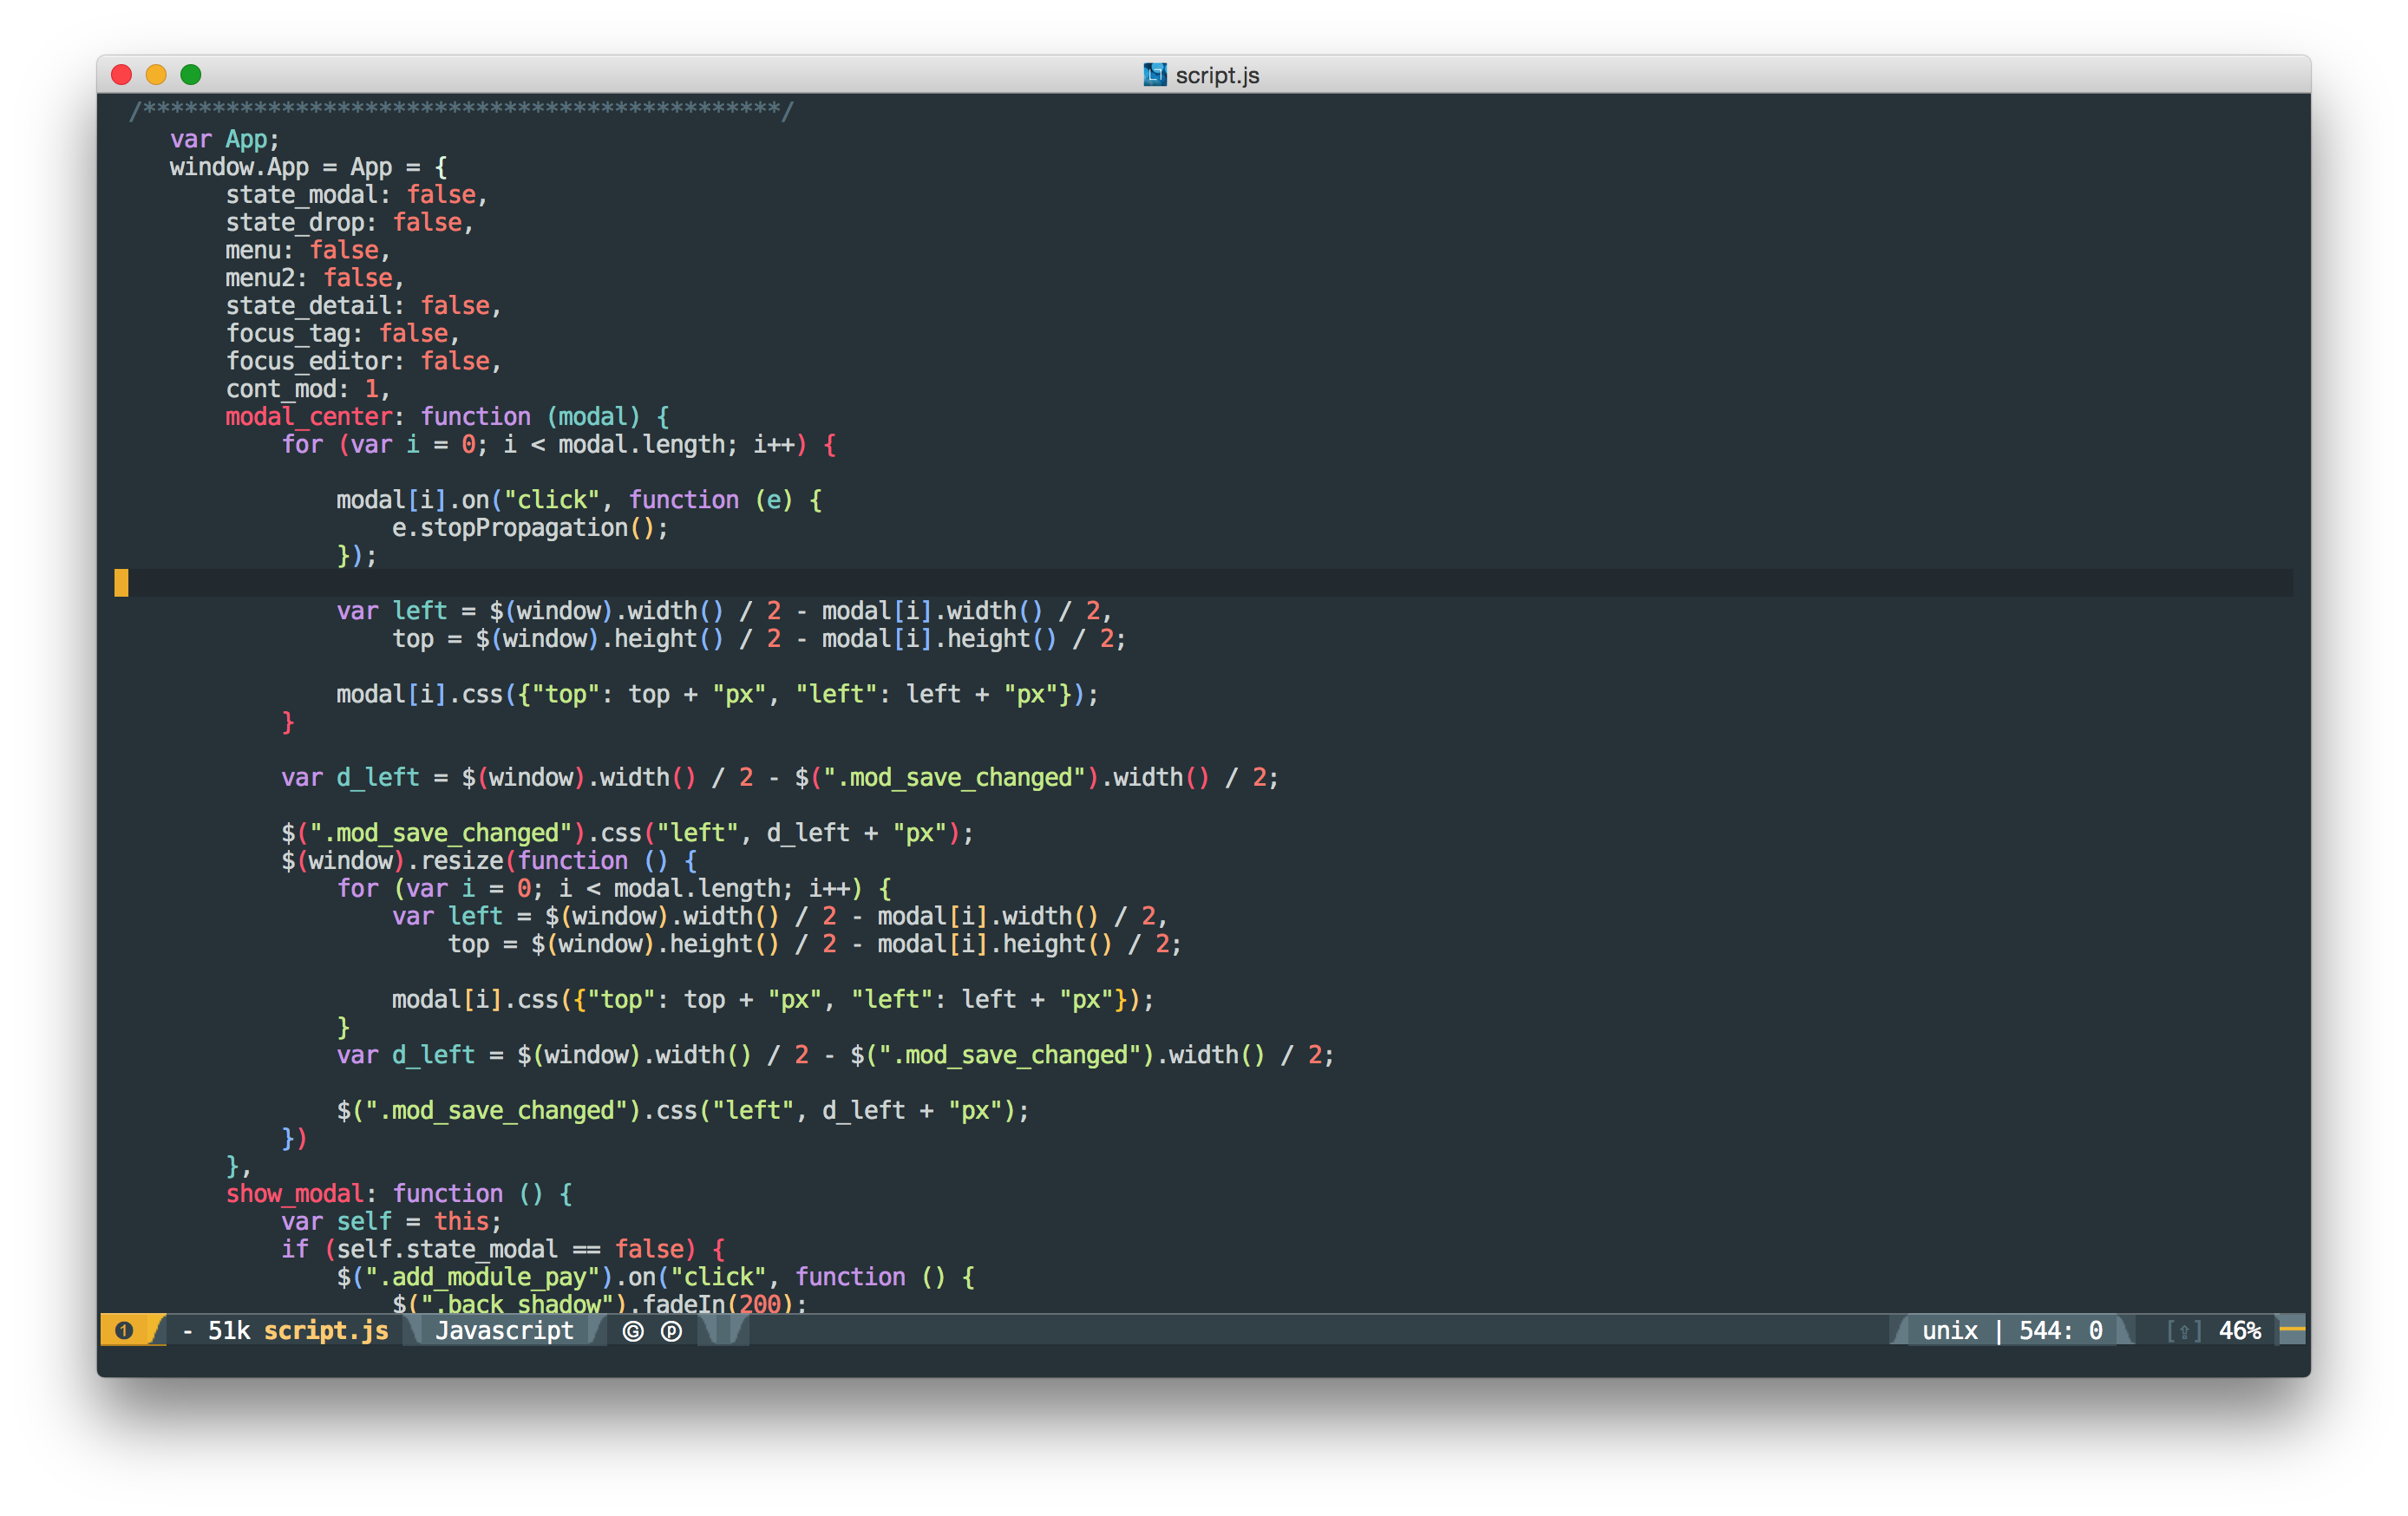 script.js
/**********************************************/
var App;
window.App = App = {
state_modal: false,
state_drop: false,
menu: false,
menu2: false,
state_detail: false,
focus_tag: false,
focus_editor: false,
cont_mod: 1,
modal_center: function (modal) {
for (var i = 0; i < modal.length; i++) {
modal[i].on("click", function (e) {
e.stopPropagation();
});
var left = $(window).width() / 2 - modal[i].width() / 2,
top = $(window).height() / 2 - modal[i].height() / 2;
modal[i].css({"top": top + "px", "left": left + "px"});
}
var d_left = $(window).width() / 2 - $(".mod_save_changed").width() / 2;
$(".mod_save_changed").css("left", d_left + "px");
$(window).resize(function () {
for (var i = 0; i < modal.length; i++) {
var left = $(window).width() / 2 - modal[i].width() / 2,
top = $(window).height() / 2 - modal[i].height() / 2;
modal[i].css({"top": top + "px", "left": left + "px"});
}
var d_left = $(window).width() / 2 - $(".mod_save_changed").width() / 2;
$(".mod_save_changed").css("left", d_left + "px");
})
},
show_modal: function () {
var self = this;
if (self.state_modal == false) {
$(".add_module_pay").on("click", function () {
$(".back_shadow").fadeIn(200);
❶ - 51k script.js Javascript Ⓖ ⓟ unix | 544: 0 [⇧] 46%